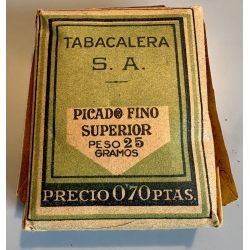 TABACALERA
S. A.
PICADO FINO
SUPERIOR
PESO 25
GRAMOS
PRECIO 0'70 PTAS.